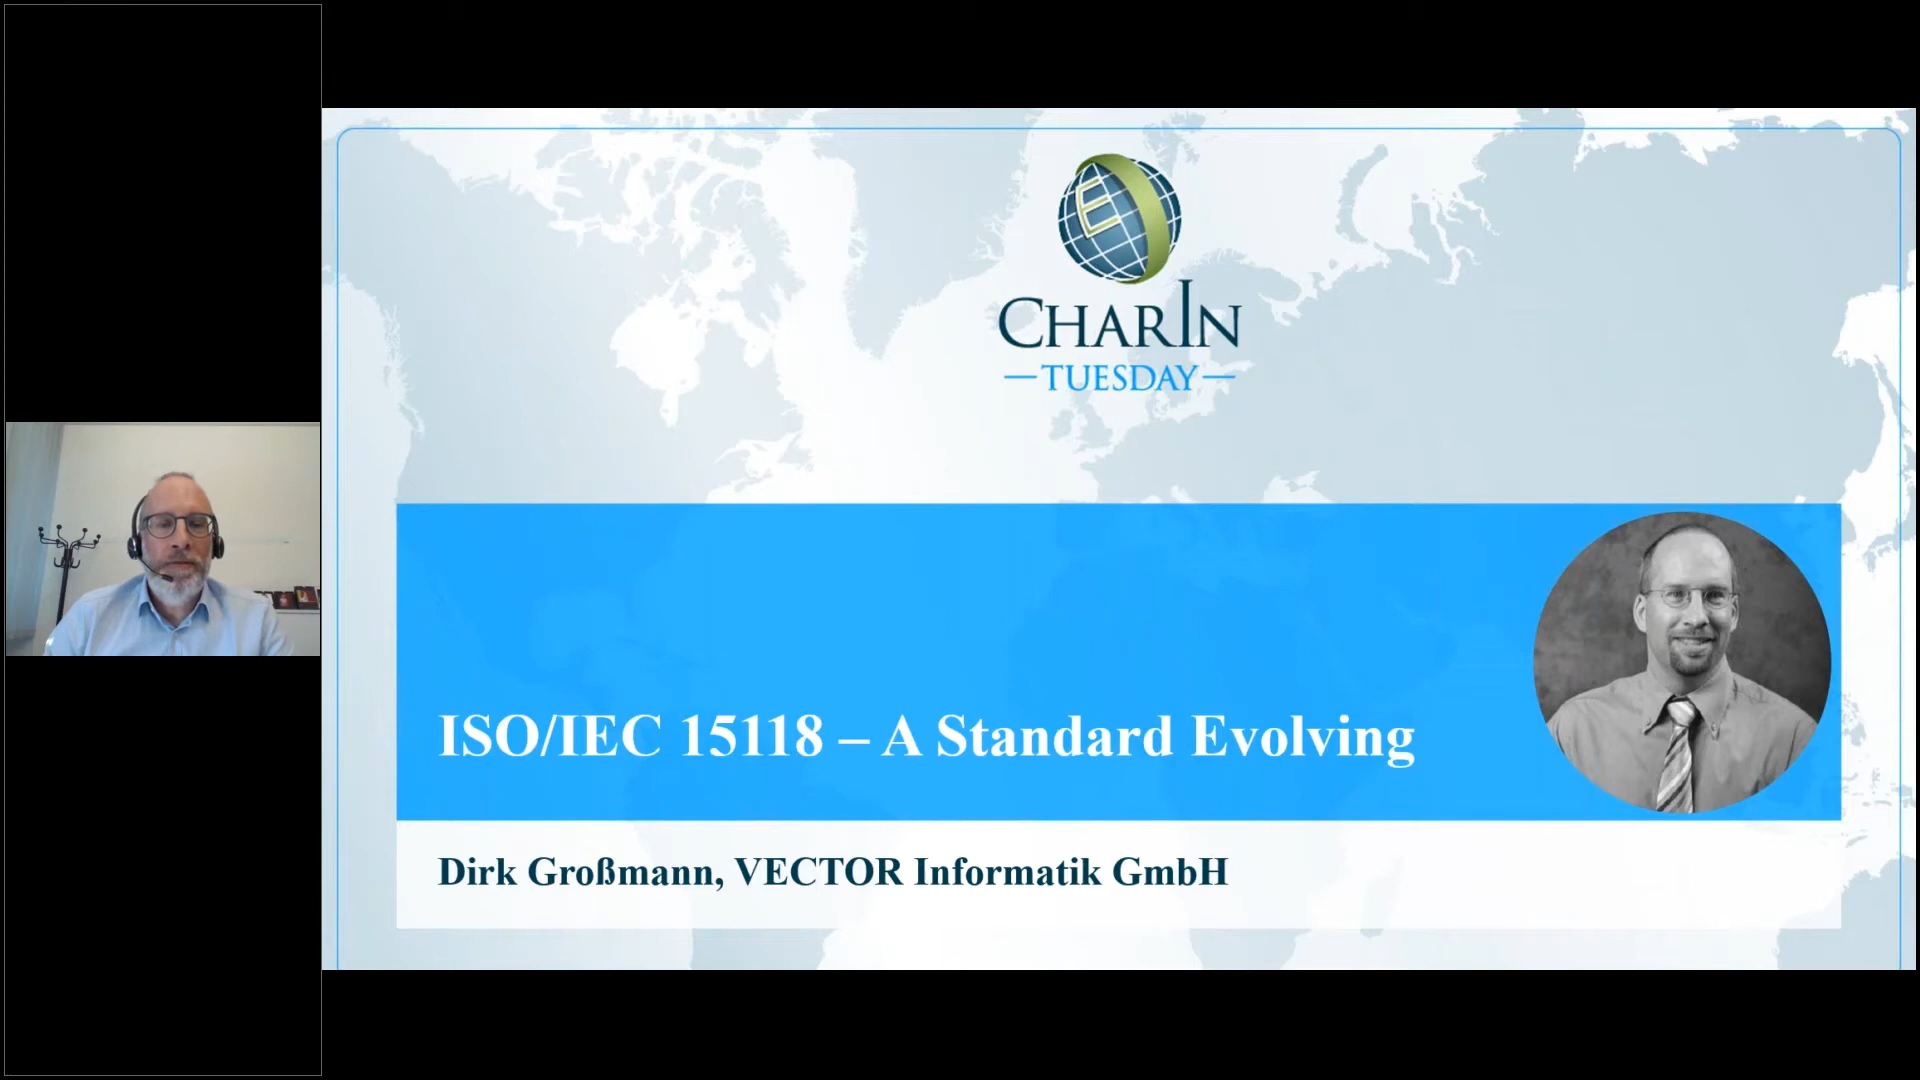 E
CHARIN
TUESDAY
ISO/IEC 15118 – A Standard Evolving
Dirk Großmann, VECTOR Informatik GmbH